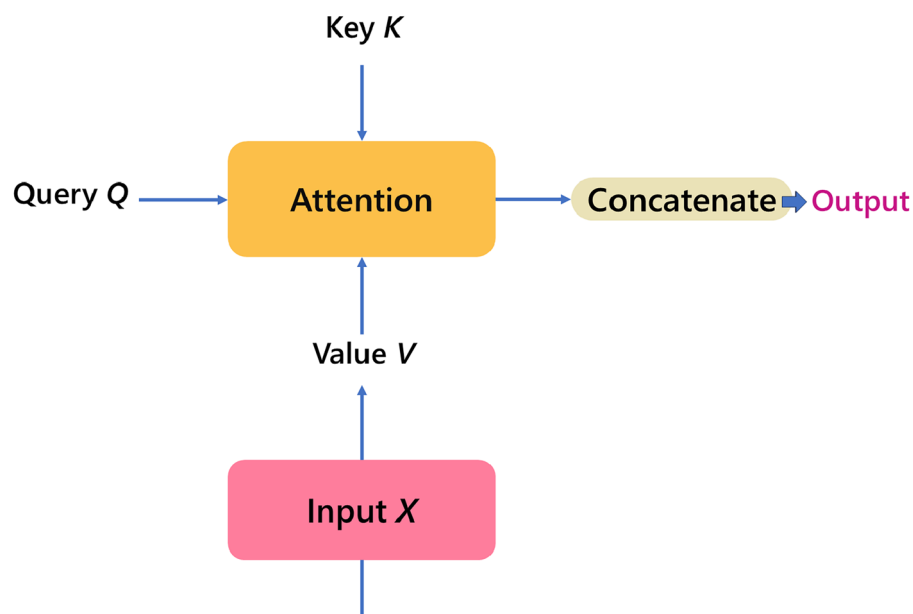 Key K
Query Q
Attention
Concatenate
Output
Value V
Input X